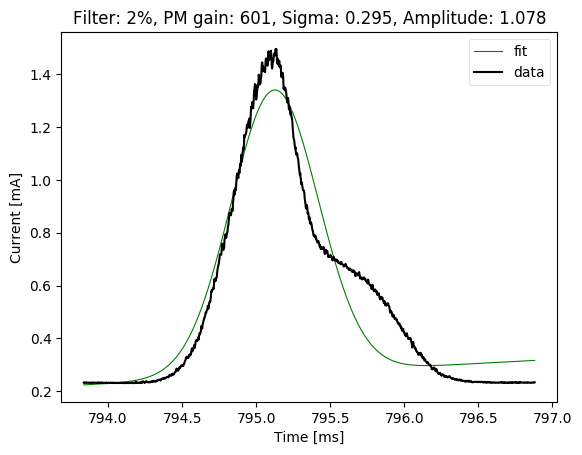 Filter: 2%, PM gain: 601, Sigma: 0.295, Amplitude: 1.078
fit
data
1.4
1.2
1.0
0.8
0.6
0.4
0.2
Current [mA]
794.0 794.5 795.0 795.5 796.0 796.5 797.0
Time [ms]